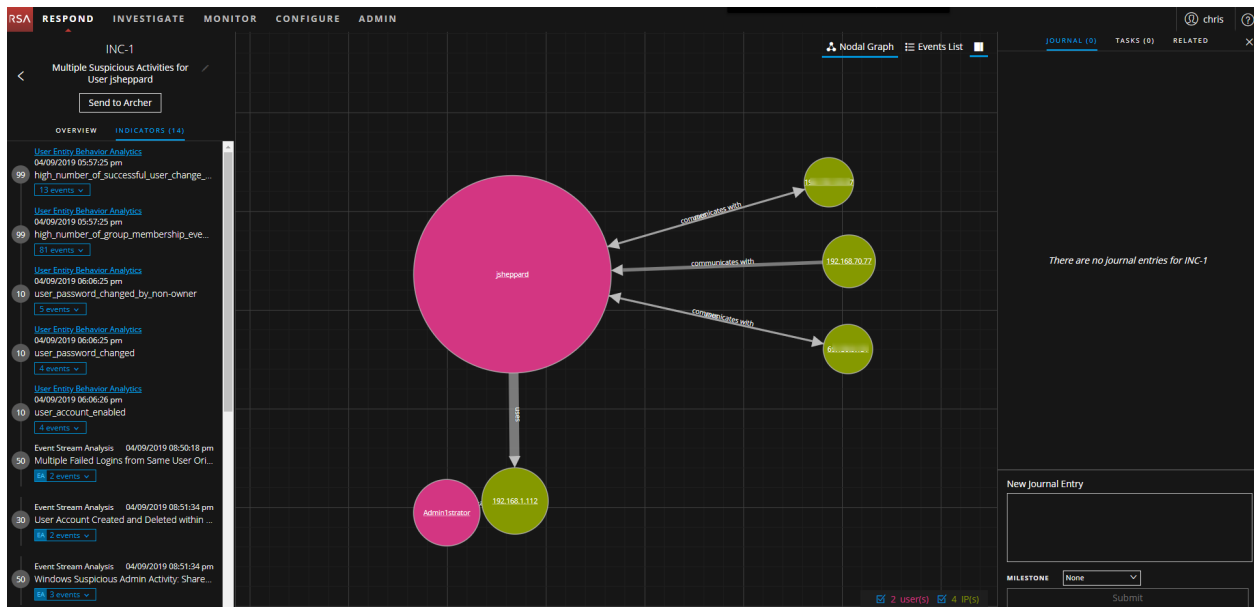 RSA RESPOND INVESTIGATE MONITOR CONFIGURE ADMIN
chris
INC-1
Multiple Suspicious Activities for
User jsheppard
Send to Archer
OVERVIEW INDICATORS (14)
User Entity Behavior Analytics
04/09/2019 05:57:25 pm
99 high_number_of_successful_user_change_...
13 events
User Entity Behavior Analytics
04/09/2019 05:57:25 pm
99 high_number_of_group_membership_eve...
81 events
User Entity Behavior Analytics
04/09/2019 06:06:25 pm
10 user_password_changed_by_non-owner
5 events
User Entity Behavior Analytics
04/09/2019 06:06:25 pm
10 user_password_changed
4 events
User Entity Behavior Analytics
04/09/2019 06:06:26 pm
10 user_account_enabled
4 events
Event Stream Analysis 04/09/2019 08:50:18 pm
50 Multiple Failed Logins from Same User Ori...
EA 2 events
Event Stream Analysis 04/09/2019 08:51:34 pm
30 User Account Created and Deleted within ...
EA 2 events
Event Stream Analysis 04/09/2019 08:51:34 pm
50 Windows Suspicious Admin Activity: Share...
EA 3 events
Nodal Graph Events List
communicates with
jsheppard
communicates with
192.168.70.77
communicates with
uses
Admin1strator
192.168.1.112
2 user(s) 4 IP(s)
JOURNAL (0) TASKS (0) RELATED
There are no journal entries for INC-1
New Journal Entry
MILESTONE None
Submit